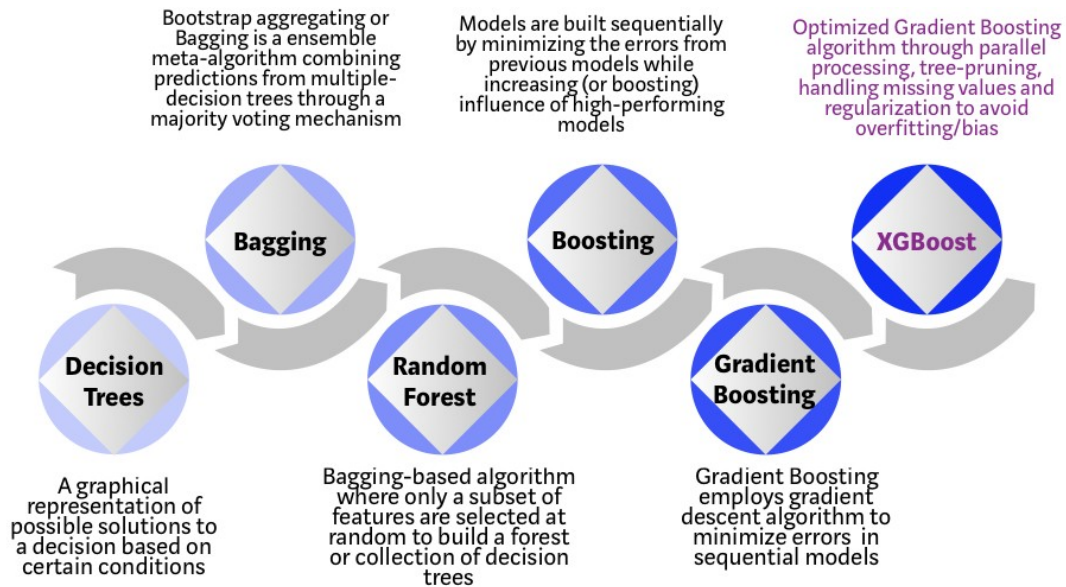 Bootstrap aggregating or
Bagging is a ensemble
meta-algorithm combining
predictions from multiple-
decision trees through a
majority voting mechanism
Models are built sequentially
by minimizing the errors from
previous models while
increasing (or boosting)
influence of high-performing
models
Optimized Gradient Boosting
algorithm through parallel
processing, tree-pruning,
handling missing values and
regularization to avoid
overfitting/bias
Bagging
Boosting
XGBoost
Decision
Trees
Random
Forest
Gradient
Boosting
A graphical
representation of
possible solutions to
a decision based on
certain conditions
Bagging-based algorithm
where only a subset of
features are selected at
random to build a forest
or collection of decision
trees
Gradient Boosting
employs gradient
descent algorithm to
minimize errors in
sequential models